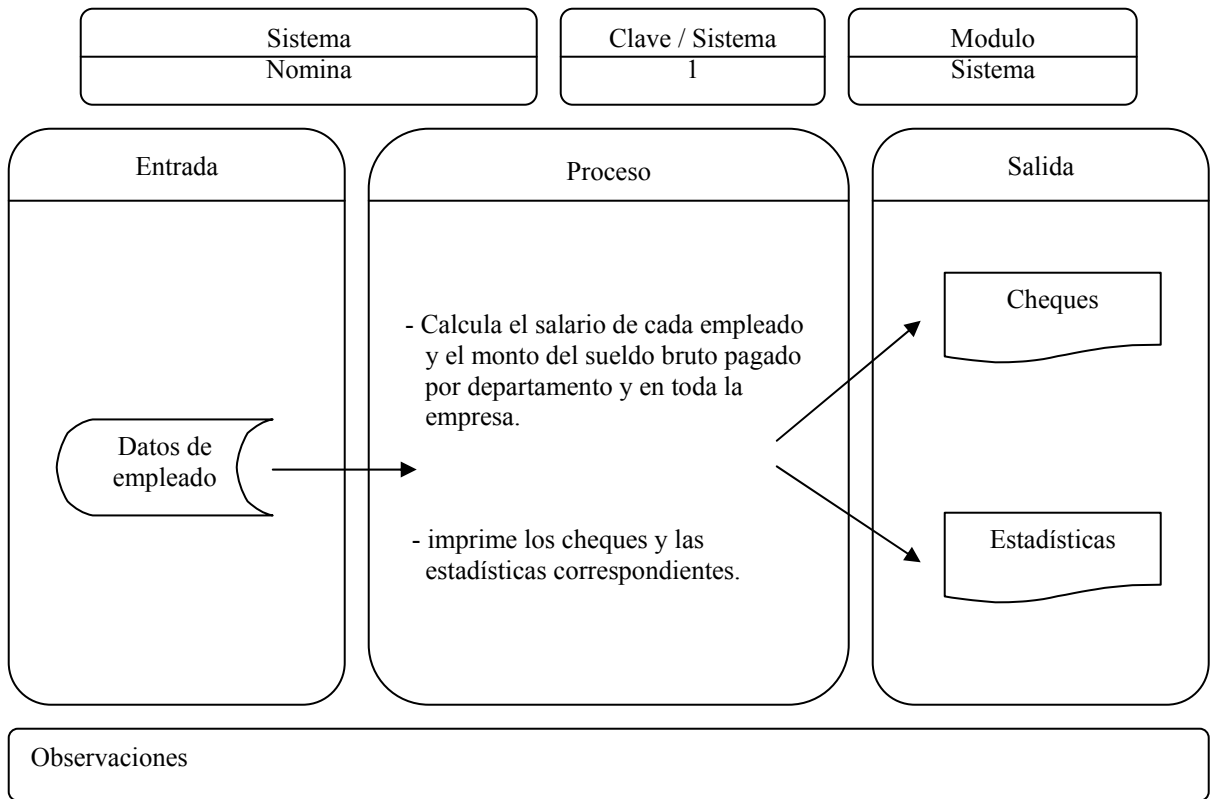 Sistema
Nomina
Clave / Sistema
1
Modulo
Sistema
Entrada
Datos de
empleado
Proceso
- Calcula el salario de cada empleado
y el monto del sueldo bruto pagado
por departamento y en toda la
empresa.
- imprime los cheques y las
estadísticas correspondientes.
Salida
Cheques
Estadísticas
Observaciones